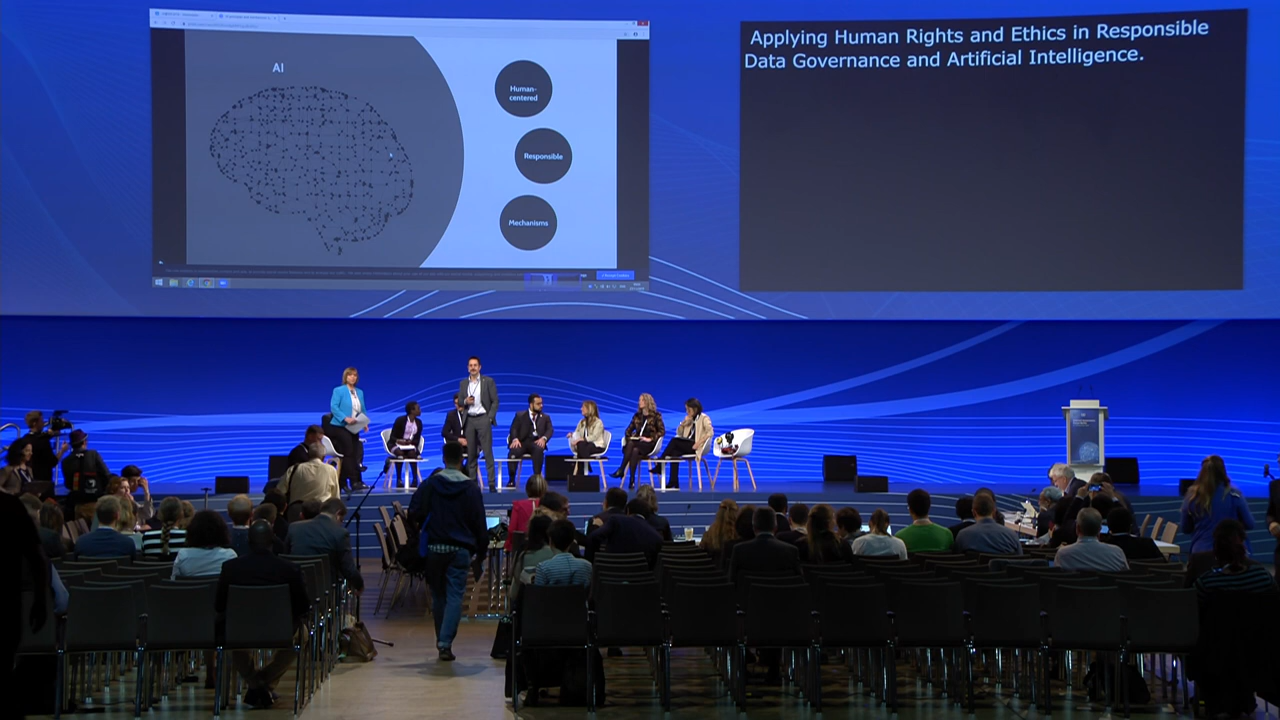 AI
Human-
centered
Responsible
Mechanisms
Applying Human Rights and Ethics in Responsible
Data Governance and Artificial Intelligence.